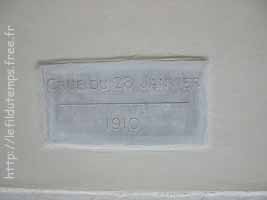 CRUE DU 28 JANVIER
1910
http://lefildutemps.free.fr